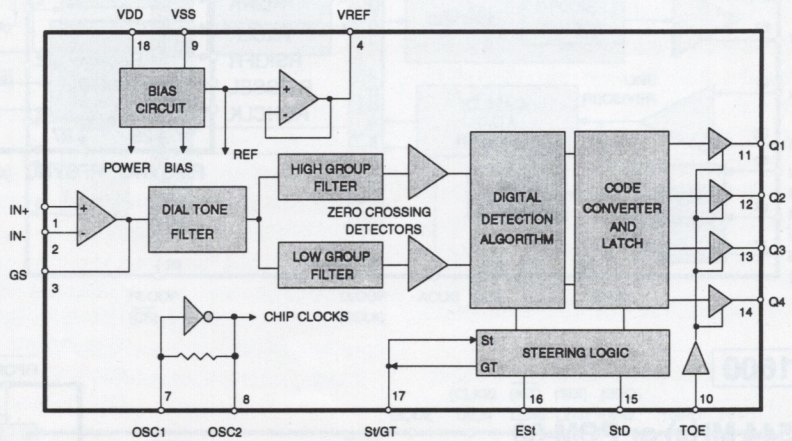 VDD VSS VREF
18 9 4
BIAS
CIRCUIT
+
-
POWER BIAS REF
HIGH GROUP
FILTER
IN+
1
IN-
2
GS
3
+
-
DIAL TONE
FILTER
ZERO CROSSING
DETECTORS
LOW GROUP
FILTER
DIGITAL
DETECTION
ALGORITHM
CODE
CONVERTER
AND
LATCH
Q1
11
Q2
12
Q3
13
Q4
14
CHIP CLOCKS
St
GT
STEERING LOGIC
7 8 17 16 15 10
OSC1 OSC2 St/GT ESt StD TOE